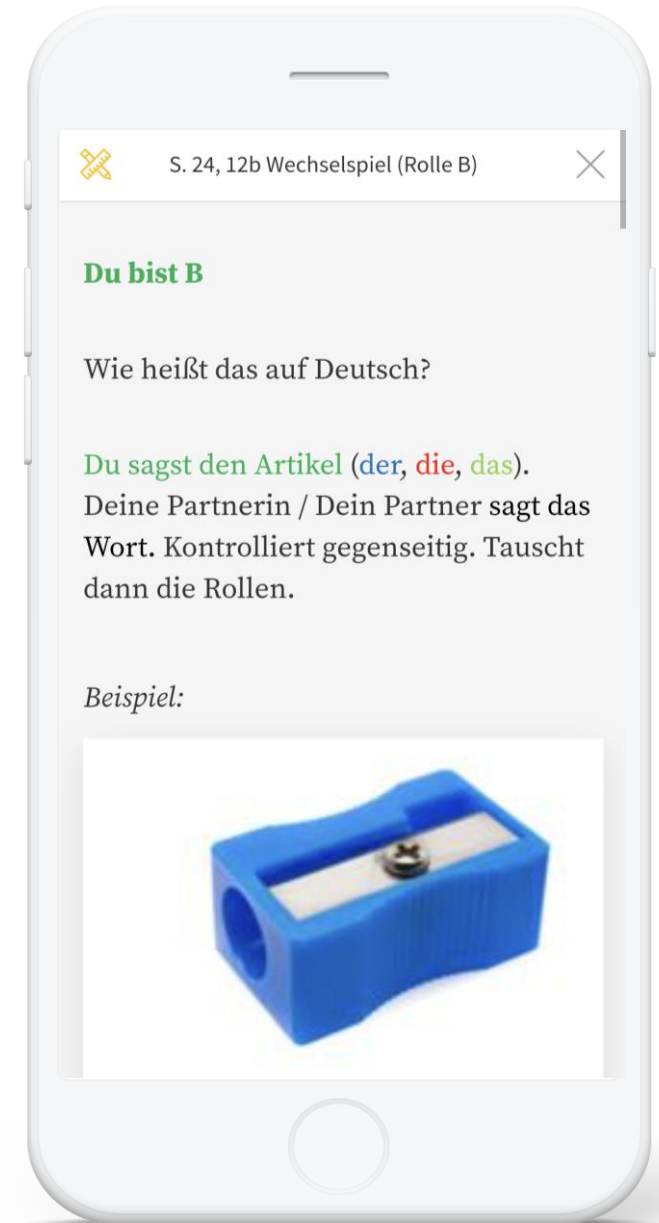 S. 24, 12b Wechselspiel (Rolle B)
Du bist B
Wie heißt das auf Deutsch?
Du sagst den Artikel (der, die, das).
Deine Partnerin / Dein Partner sagt das
Wort. Kontrolliert gegenseitig. Tauscht
dann die Rollen.
Beispiel: